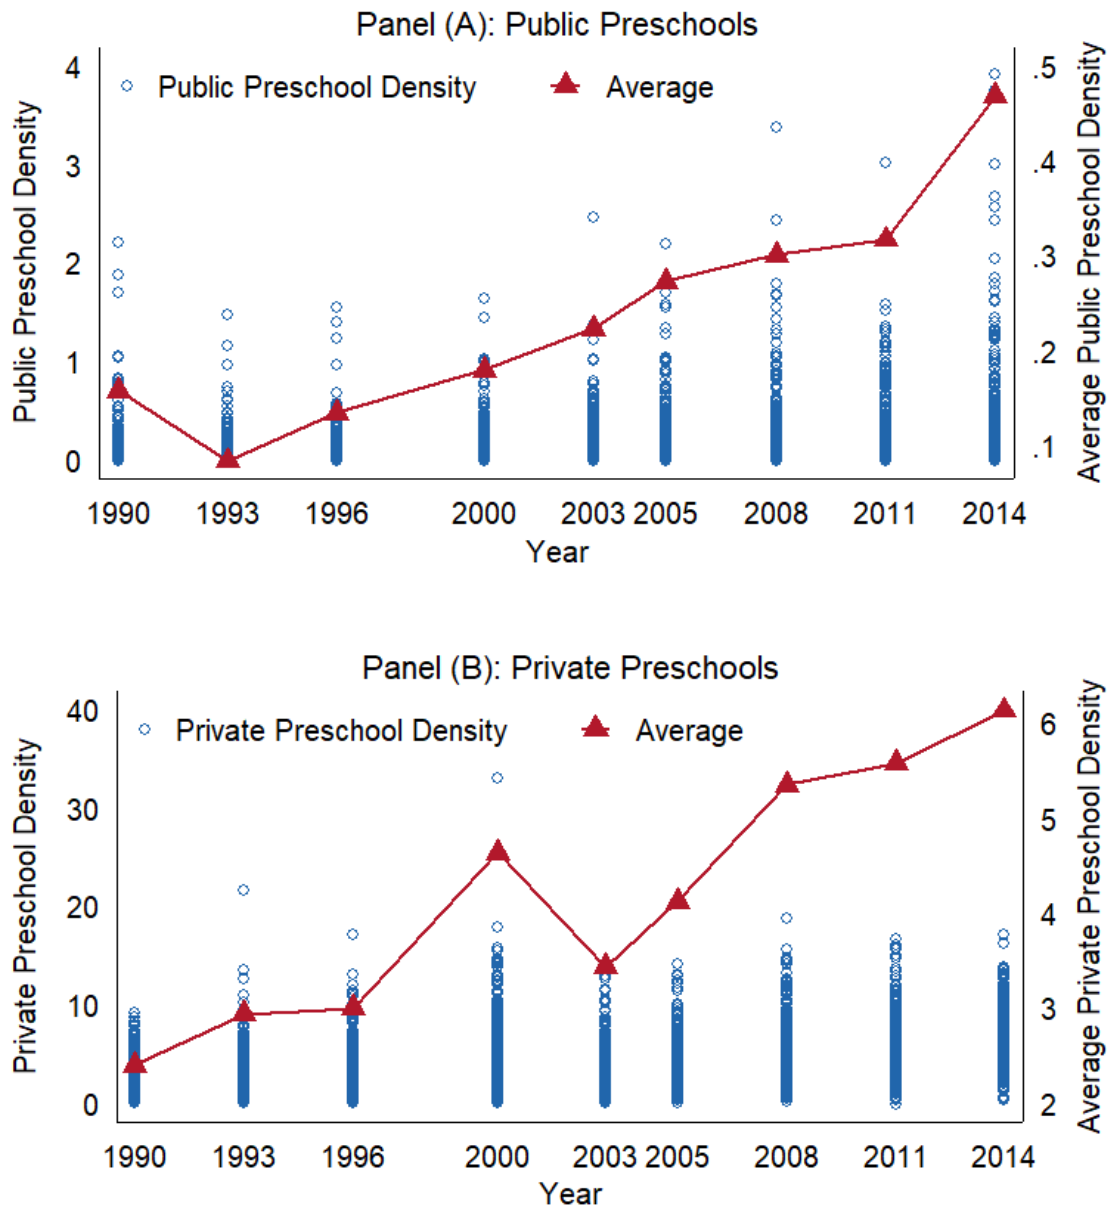 Panel (A): Public Preschools
Public Preschool Density
Average
Public Preschool Density
4
3
2
1
0
.5
.4
.3
.2
.1
Average Public Preschool Density
1990 1993 1996 2000 2003 2005 2008 2011 2014
Year
Panel (B): Private Preschools
Private Preschool Density
Average
Private Preschool Density
40
30
20
10
0
6
5
4
3
2
Average Private Preschool Density
1990 1993 1996 2000 2003 2005 2008 2011 2014
Year